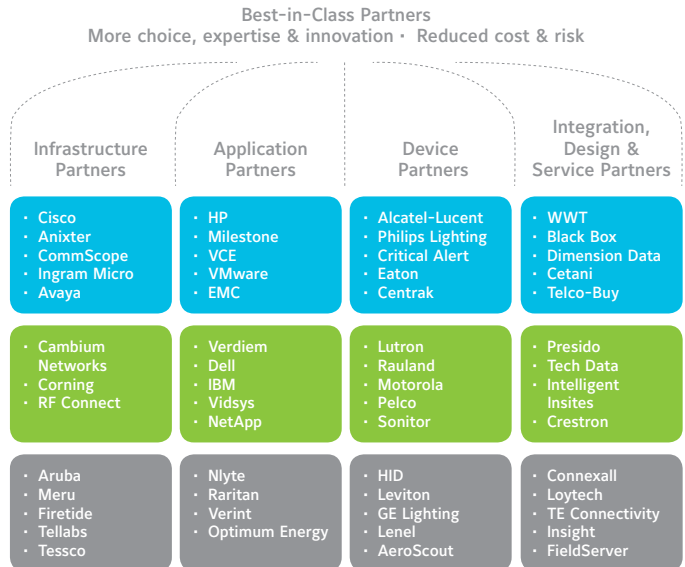 Best-in-Class Partners
More choice, expertise & innovation · Reduced cost & risk
Infrastructure
Partners
Application
Partners
Device
Partners
Integration,
Design &
Service Partners
· Cisco
· Anixter
· CommScope
· Ingram Micro
· Avaya
· HP
· Milestone
· VCE
· VMware
· EMC
· Alcatel-Lucent
· Philips Lighting
· Critical Alert
· Eaton
· Centrak
· WWT
· Black Box
· Dimension Data
· Cetani
· Telco-Buy
· Cambium
Networks
· Corning
· RF Connect
· Verdiem
· Dell
· IBM
· Vidsys
· NetApp
· Lutron
· Rauland
· Motorola
· Pelco
· Sonitor
· Presido
· Tech Data
· Intelligent
Insites
· Crestron
· Aruba
· Meru
· Firetide
· Tellabs
· Tessco
· Nlyte
· Raritan
· Verint
· Optimum Energy
· HID
· Leviton
· GE Lighting
· Lenel
· AeroScout
· Connexall
· Loytech
· TE Connectivity
· Insight
· FieldServer